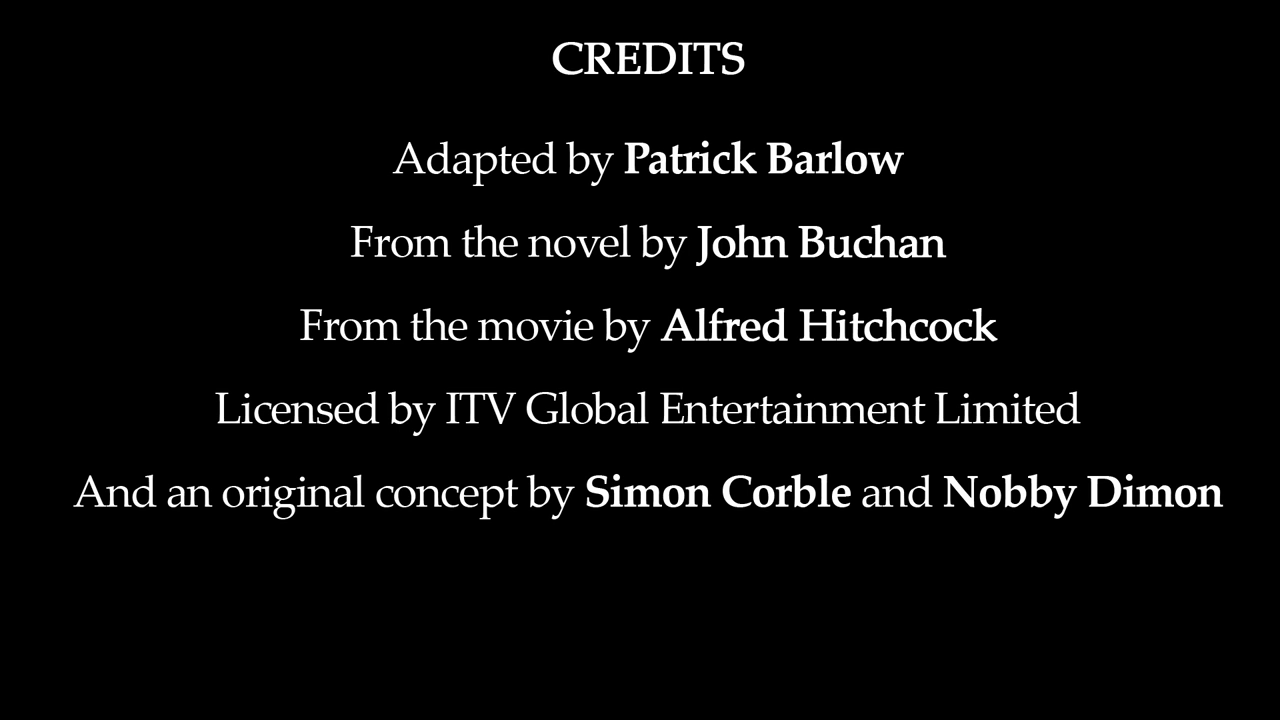 CREDITS
Adapted by Patrick Barlow
From the novel by John Buchan
From the movie by Alfred Hitchcock
Licensed by ITV Global Entertainment Limited
And an original concept by Simon Corble and Nobby Dimon